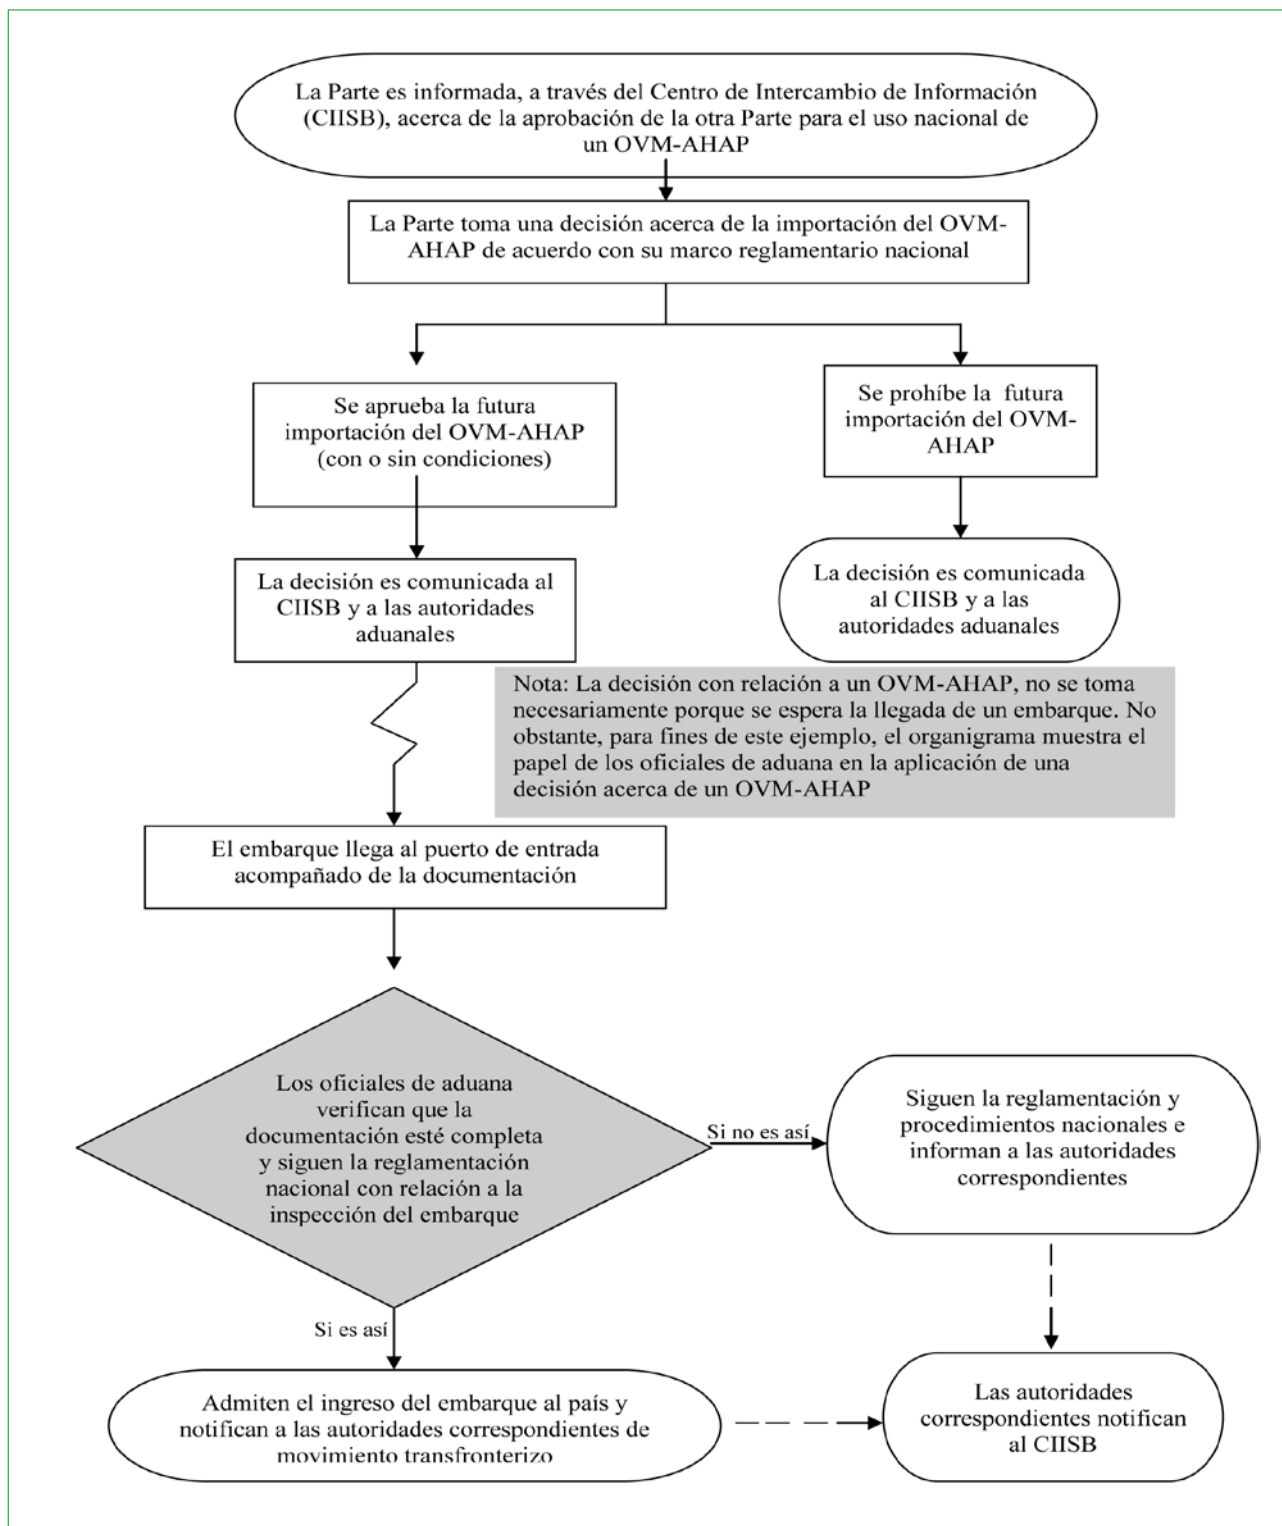 La Parte es informada, a través del Centro de Intercambio de Información
(CIISB), acerca de la aprobación de la otra Parte para el uso nacional de
un OVM-AHAP
La Parte toma una decisión acerca de la importación del OVM-
AHAP de acuerdo con su marco reglamentario nacional
Se aprueba la futura
importación del OVM-AHAP
(con o sin condiciones)
Se prohíbe la futura
importación del OVM-
AHAP
La decisión es comunicada al
CIISB y a las autoridades
aduanales
La decisión es comunicada
al CIISB y a las
autoridades aduanales
Nota: La decisión con relación a un OVM-AHAP, no se toma
necesariamente porque se espera la llegada de un embarque. No
obstante, para fines de este ejemplo, el organigrama muestra el
papel de los oficiales de aduana en la aplicación de una
decisión acerca de un OVM-AHAP
El embarque llega al puerto de entrada
acompañado de la documentación
Los oficiales de aduana
verifican que la
documentación esté completa
y siguen la reglamentación
nacional con relación a la
inspección del embarque
Si no es así
Siguen la reglamentación y
procedimientos nacionales e
informan a las autoridades
correspondientes
Si es así
Admiten el ingreso del embarque al país y
notifican a las autoridades correspondientes de
movimiento transfronterizo
Las autoridades
correspondientes notifican
al CIISB